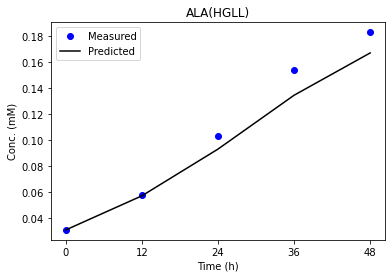 ALA(HGLL)
Measured
Predicted
Conc. (mM)
0.18
0.16
0.14
0.12
0.10
0.08
0.06
0.04
0 12 24 36 48
Time (h)